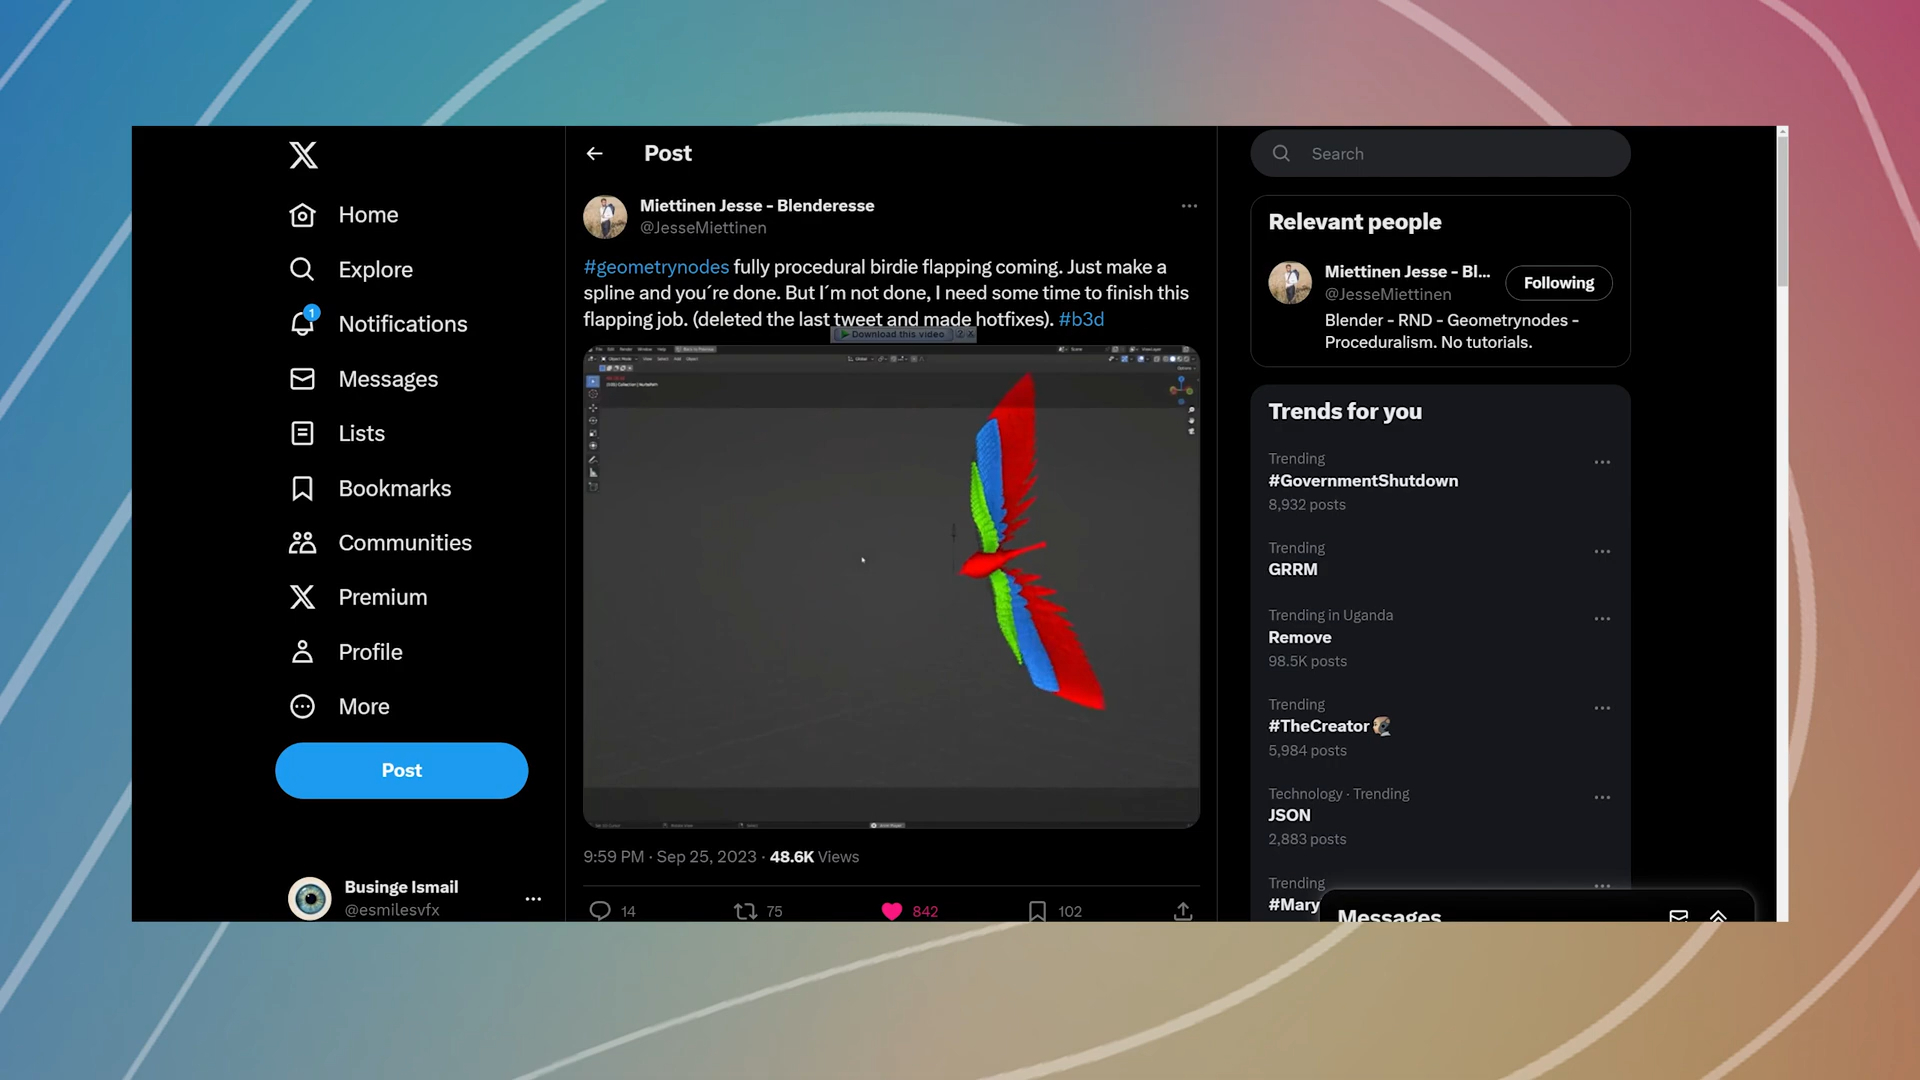 Home
Explore
1
Notifications
Messages
Lists
Bookmarks
Communities
Premium
Profile
More
Post
Businge Ismail
@esmilesvfx
Post
Miettinen Jesse - Blenderesse
@JesseMiettinen
#geometrynodes fully procedural birdie flapping coming. Just make a
spline and you´re done. But I´m not done, I need some time to finish this
flapping job. (deleted the last tweet and made hotfixes). #b3d
Download this video
9:59 PM · Sep 25, 2023 · 48.6K Views
14
75
842
102
Search
Relevant people
Miettinen Jesse - Bl...
@JesseMiettinen
Following
Blender - RND - Geometrynodes -
Proceduralism. No tutorials.
Trends for you
Trending
#GovernmentShutdown
8,932 posts
Trending
GRRM
Trending in Uganda
Remove
98.5K posts
Trending
#TheCreator
5,984 posts
Technology · Trending
JSON
2,883 posts
Trending
#Mary
Messages